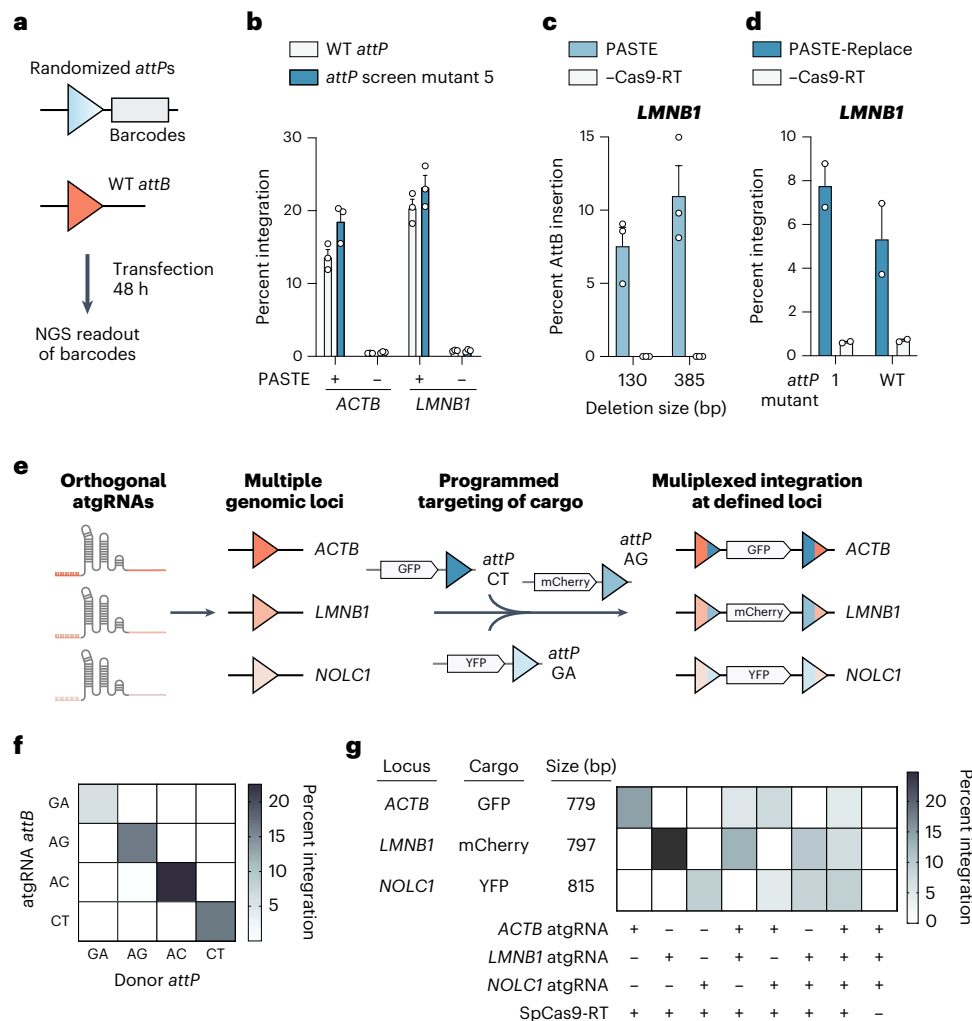 a
Randomized attPs
Barcodes
WT attB
Transfection
48 h
NGS readout
of barcodes
b
WT attP
attP screen mutant 5
Percent integration
30
20
10
0
PASTE + − + −
ACTB LMNB1
c
PASTE
−Cas9-RT
LMNB1
Percent AttB insertion
15
10
5
0
130 385
Deletion size (bp)
d
PASTE-Replace
−Cas9-RT
LMNB1
Percent integration
10
8
6
4
2
0
attP 1 WT
mutant
e
Orthogonal
atgRNAs
Multiple
genomic loci
Programmed
targeting of cargo
Muliplexed integration
at defined loci
ACTB
LMNB1
NOLC1
GFP
attP
CT
mCherry
attP
AG
YFP
attP
GA
GFP ACTB
mCherry LMNB1
YFP NOLC1
f
atgRNA attB
GA
AG
AC
CT
GA AG AC CT
Donor attP
20
15
10
5
Percent integration
g
Locus Cargo Size (bp)
ACTB GFP 779
LMNB1 mCherry 797
NOLC1 YFP 815
20
15
10
5
0
Percent integration
ACTB atgRNA + − − + + − + +
LMNB1 atgRNA − + − + − + + +
NOLC1 atgRNA − − + − + + + +
SpCas9-RT + + + + + + + −